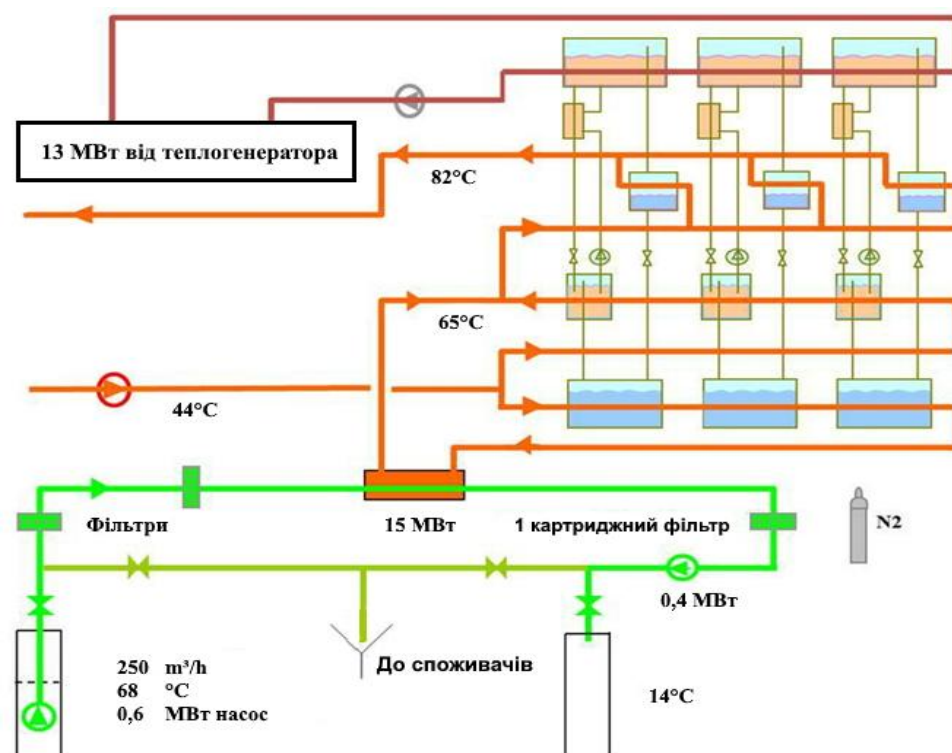 13 МВт від теплогенератора
82°C
65°C
44°C
Фільтри
15 МВт
1 картриджний фільтр
N2
0,4 МВт
До споживачів
250 m³/h
68 °C
0,6 МВт насос
14°C